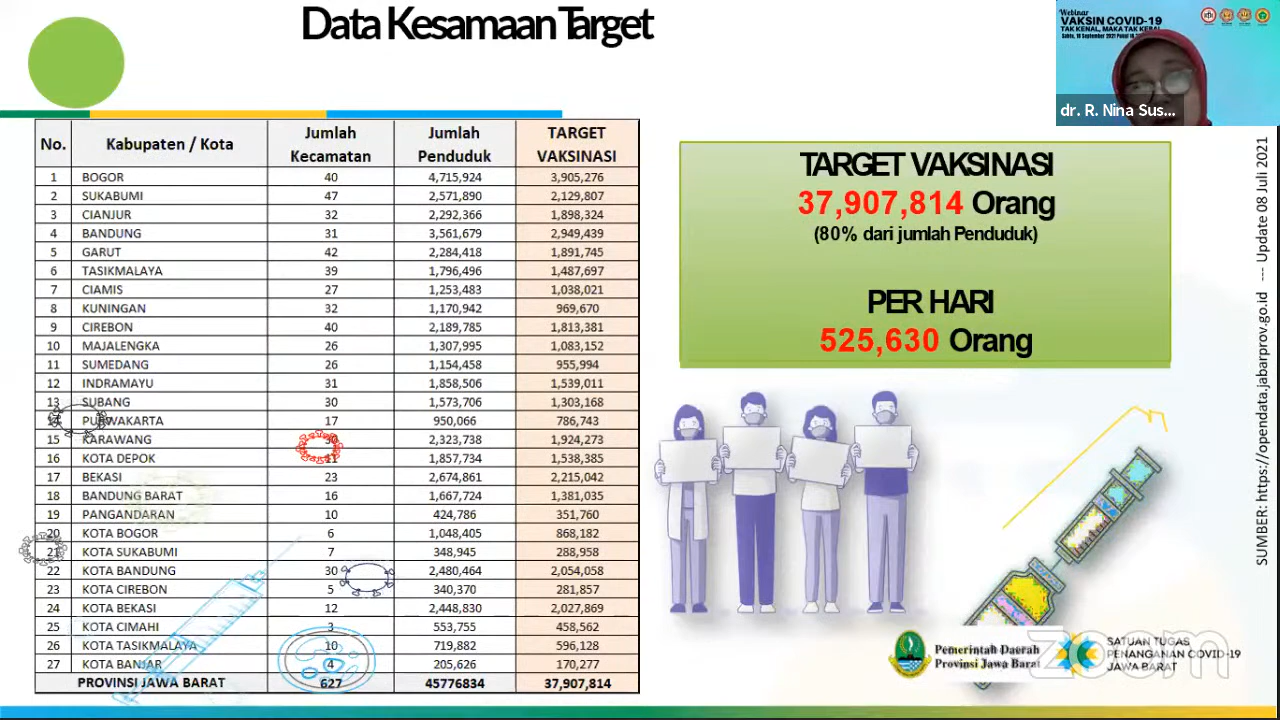 Data Kesamaan Target
Webinar
VAKSIN COVID-19
TAK KENAL, MAKA TAK KEBAL
dr. R. Nina Sus...
No. Kabupaten / Kota Jumlah Kecamatan Jumlah Penduduk TARGET VAKSINASI
1 BOGOR 40 4,715,924 3,905,276
2 SUKABUMI 47 2,571,890 2,129,807
3 CIANJUR 32 2,292,366 1,898,324
4 BANDUNG 31 3,561,679 2,949,439
5 GARUT 42 2,284,418 1,891,745
6 TASIKMALAYA 39 1,796,496 1,487,697
7 CIAMIS 27 1,253,483 1,038,021
8 KUNINGAN 32 1,170,942 969,670
9 CIREBON 40 2,189,785 1,813,381
10 MAJALENGKA 26 1,307,995 1,083,152
11 SUMEDANG 26 1,154,458 955,994
12 INDRAMAYU 31 1,858,506 1,539,011
13 SUBANG 30 1,573,706 1,303,168
14 PURWAKARTA 17 950,066 786,743
15 KARAWANG 30 2,323,738 1,924,273
16 KOTA DEPOK 11 1,857,734 1,538,385
17 BEKASI 23 2,674,861 2,215,042
18 BANDUNG BARAT 16 1,667,724 1,381,035
19 PANGANDARAN 10 424,786 351,760
20 KOTA BOGOR 6 1,048,405 868,182
21 KOTA SUKABUMI 7 348,945 288,958
22 KOTA BANDUNG 30 2,480,464 2,054,058
23 KOTA CIREBON 5 340,370 281,857
24 KOTA BEKASI 12 2,448,830 2,027,869
25 KOTA CIMAHI 3 553,755 458,562
26 KOTA TASIKMALAYA 10 719,882 596,128
27 KOTA BANJAR 4 205,626 170,277
PROVINSI JAWA BARAT 627 45776834 37,907,814
TARGET VAKSINASI
37,907,814 Orang
(80% dari jumlah Penduduk)
PER HARI
525,630 Orang
SUMBER: https://opendata.jabarprov.go.id --- Update 08 Juli 2021
Pemerintah Daerah
Provinsi Jawa Barat
SATUAN TUGAS
PENANGANAN COVID-19
JAWA BARAT
zoom